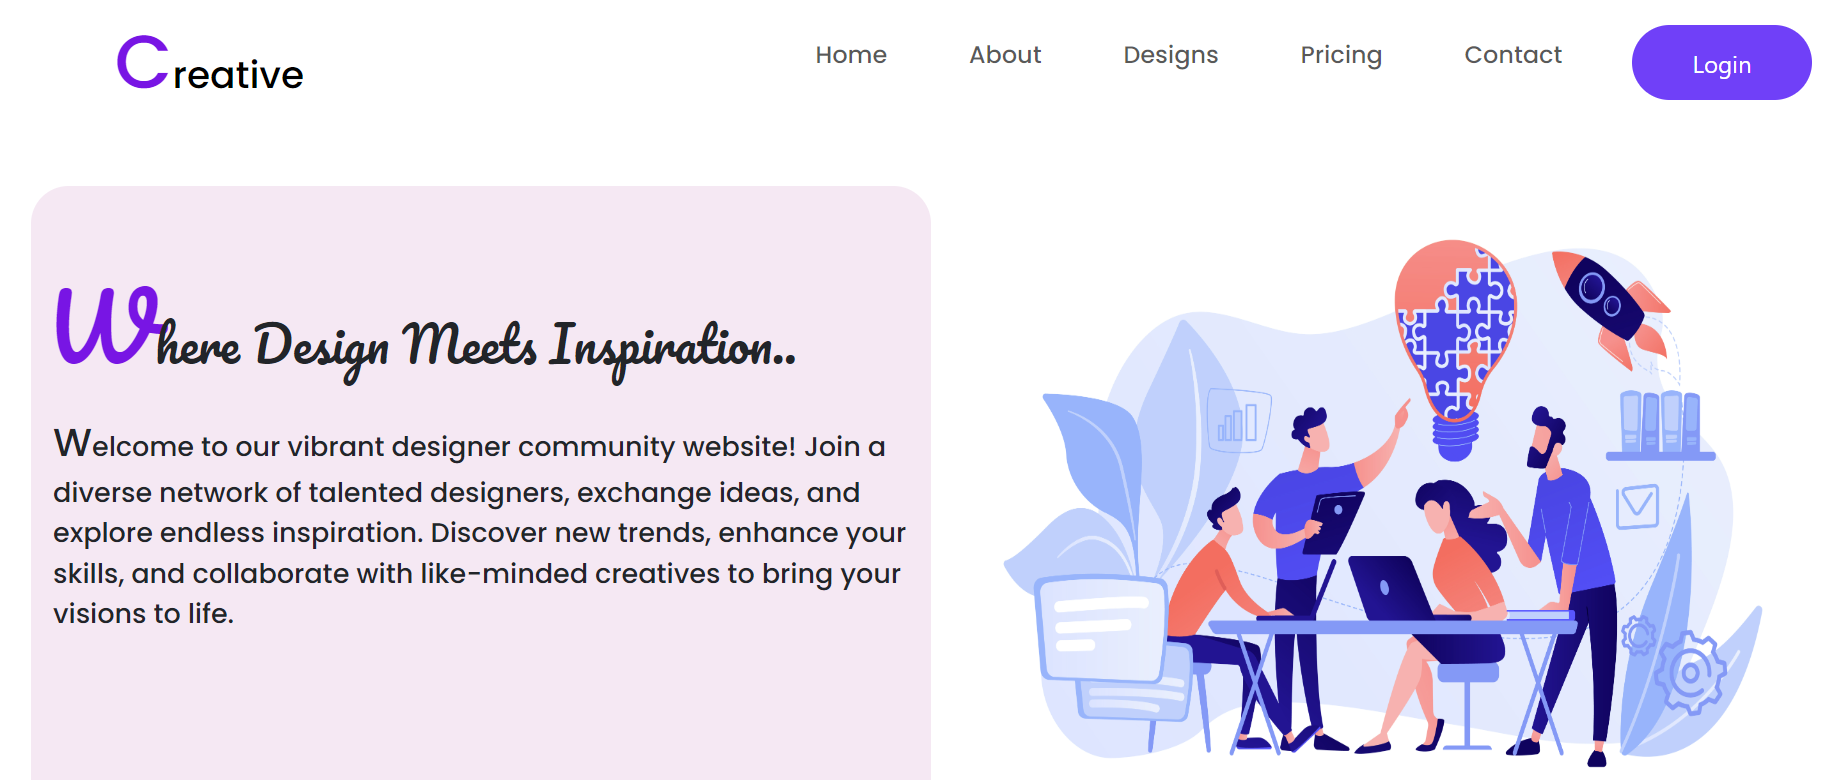 Creative
Home About Designs Pricing Contact Login
Where Design Meets Inspiration..
Welcome to our vibrant designer community website! Join a
diverse network of talented designers, exchange ideas, and
explore endless inspiration. Discover new trends, enhance your
skills, and collaborate with like-minded creatives to bring your
visions to life.